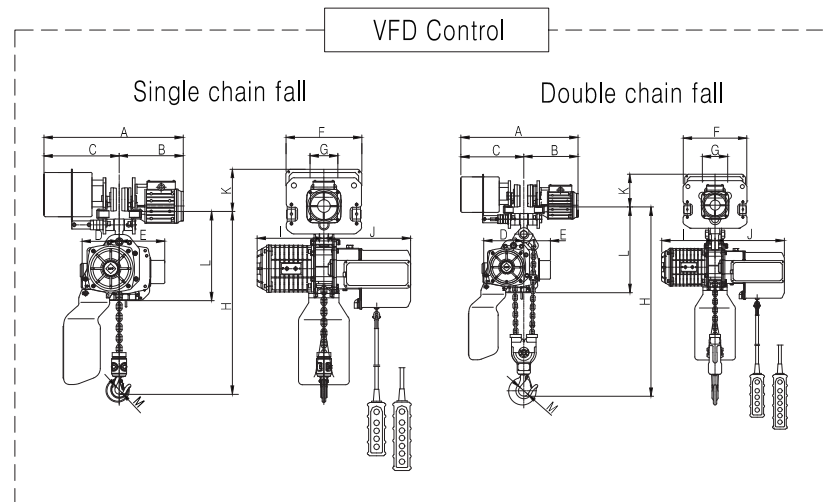 VFD Control
Single chain fall
Double chain fall
A
C B
F
G
K
D E
I J
L
H
M
A
C B
F
G
K
D E
I J
L
H
M